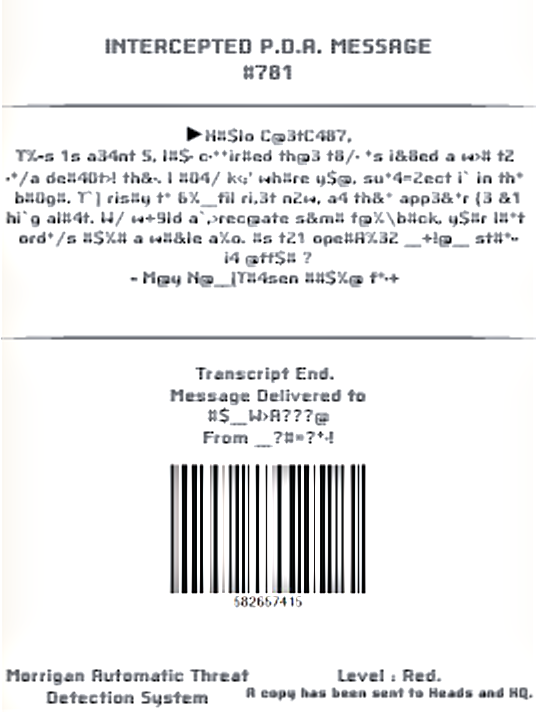 INTERCEPTED P.D.A. MESSAGE
#781
▶H#$lo C@3tC487,
T%-s 1s a34nt 5, I#$- c-**ir#ed th@3 t8/- *s i&8ed a w># t2
-*/a de#40t>! th&-. I #04/ k<;' wh#re y$@, su*4=2ect i` in th*
b#0g#. T`] ris#y t* 6%__fil ri,3t n2w, a4 th&* app3&*r {3 &1
hi`g al#4t. W/ w+9ld a`,>recg@te s&m# f@%\b#ck, y$#r l#*t
ord*/s #$%# a w#&le a%o. #s t21 ope#A%32 __+!@__ st#*-
i4 @ff$# ?
- M@y N@__|T#4sen ##$%@ f*-+
Transcript End.
Message Delivered to
#$__W>A???@
From __?#=?*-!
582657415
Morrigan Automatic Threat
Detection System
Level : Red.
A copy has been sent to Heads and HQ.